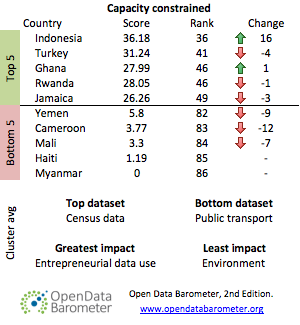 Capacity constrained
Country Score Rank Change
Top 5
Indonesia 36.18 36 16
Turkey 31.24 41 -4
Ghana 27.99 46 1
Rwanda 28.05 46 -1
Jamaica 26.26 49 -3
Bottom 5
Yemen 5.8 82 -9
Cameroon 3.77 83 -12
Mali 3.3 84 -7
Haiti 1.19 85 -
Myanmar 0 86 -
Cluster avg
Top dataset Bottom dataset
Census data Public transport
Greatest impact Least impact
Entrepreneurial data use Environment
OpenData
Barometer
Open Data Barometer, 2nd Edition.
www.opendatabarometer.org